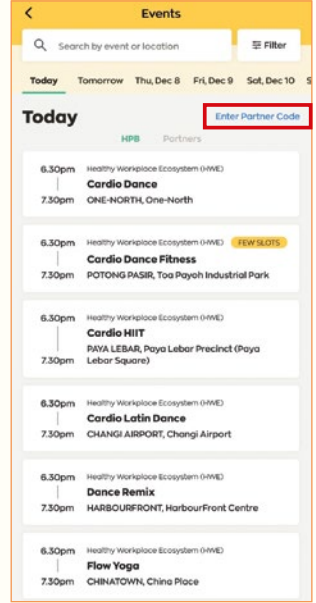 Events
Search by event or location
Filter
Today Tomorrow Thu, Dec 8 Fri, Dec 9 Sat, Dec 10 S
Today
Enter Partner Code
HPB Partners
6.30pm Healthy Workplace Ecosystem (HWE)
Cardio Dance
7.30pm ONE-NORTH, One-North
6.30pm Healthy Workplace Ecosystem (HWE) FEW SLOTS
Cardio Dance Fitness
7.30pm POTONG PASIR, Toa Payoh Industrial Park
6.30pm Healthy Workplace Ecosystem (HWE)
Cardio HIIT
PAYA LEBAR, Paya Lebar Precinct (Paya
7.30pm Lebar Square)
6.30pm Healthy Workplace Ecosystem (HWE)
Cardio Latin Dance
7.30pm CHANGI AIRPORT, Changi Airport
6.30pm Healthy Workplace Ecosystem (HWE)
Dance Remix
7.30pm HARBOURFRONT, HarbourFront Centre
6.30pm Healthy Workplace Ecosystem (HWE)
Flow Yoga
7.30pm CHINATOWN, China Place